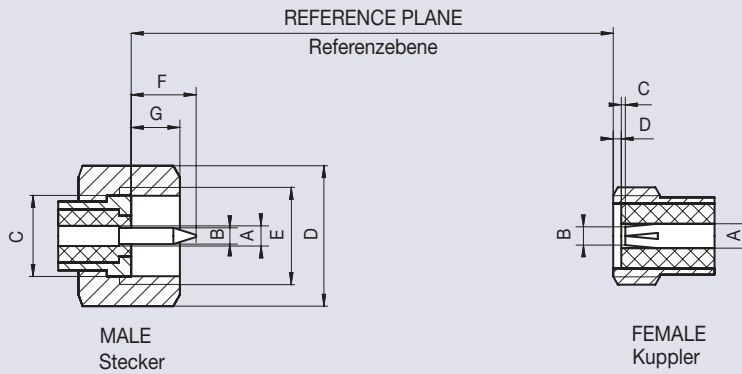 REFERENCE PLANE
Referenzebene
F
G
C
D
C
B
A
E
D
B
A
MALE
Stecker
FEMALE
Kuppler